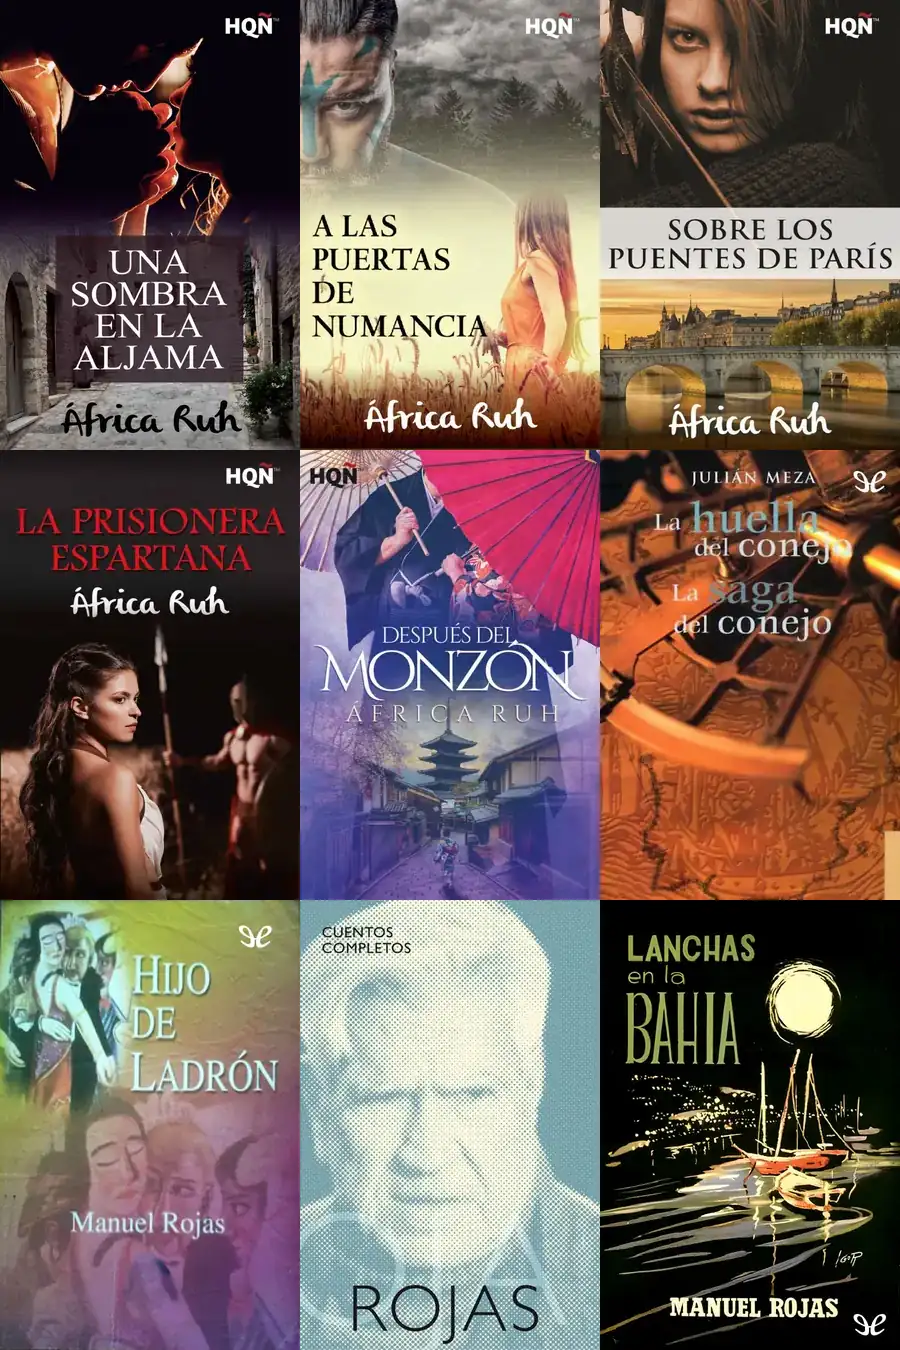 HQÑ
UNA
SOMBRA
EN LA
ALJAMA
África Ruh
HQÑ
A LAS
PUERTAS
DE
NUMANCIA
África Ruh
HQÑ
SOBRE LOS
PUENTES DE PARÍS
África Ruh
HQÑ
LA PRISIONERA
ESPARTANA
África Ruh
HQÑ
DESPUÉS DEL
MONZÓN
ÁFRICA RUH
JULIÁN MEZA
La huella
del conejo
La saga
del conejo
HIJO
DE
LADRÓN
Manuel Rojas
CUENTOS
COMPLETOS
ROJAS
LANCHAS
en la
BAHIA
IGOR
MANUEL ROJAS